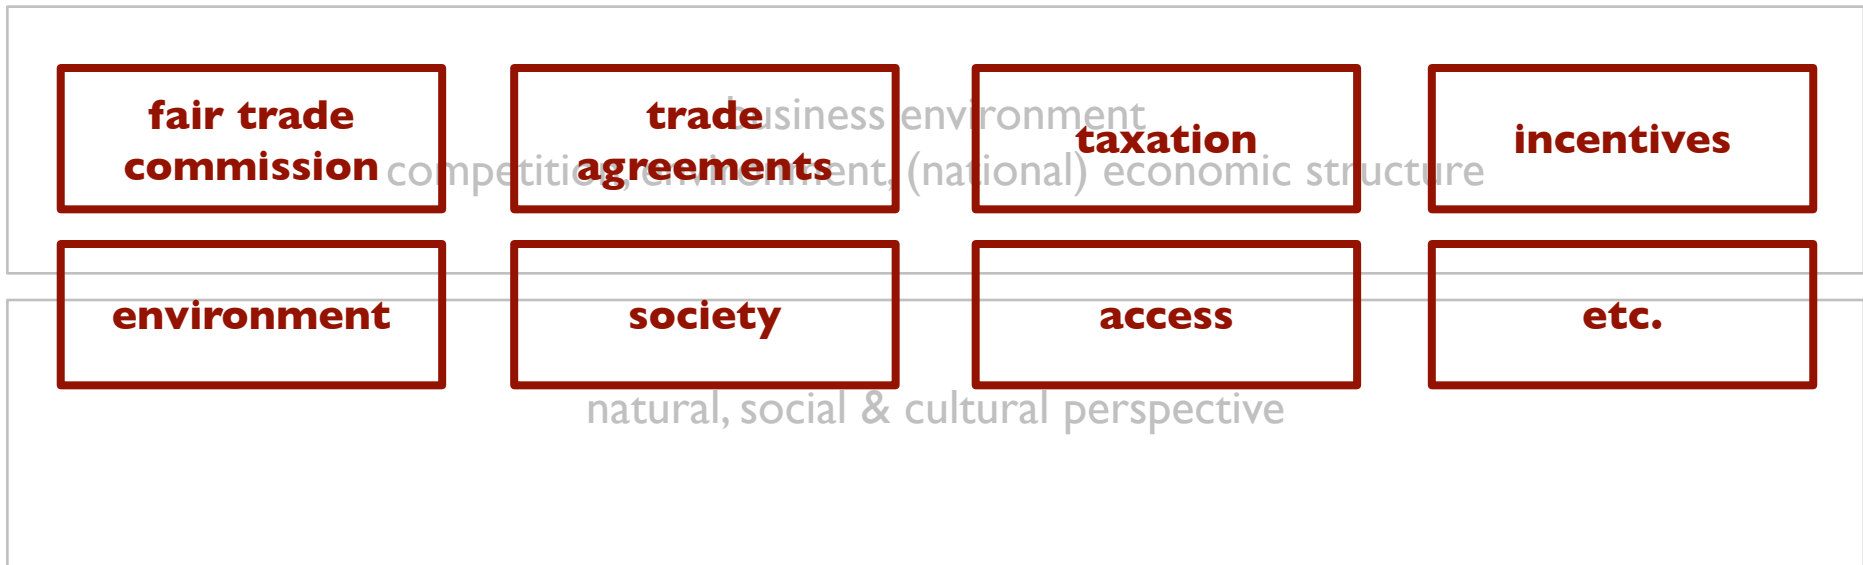 business environment
competition, environment, (national) economic structure
fair trade
commission
trade
agreements
taxation
incentives
environment
society
access
etc.
natural, social & cultural perspective